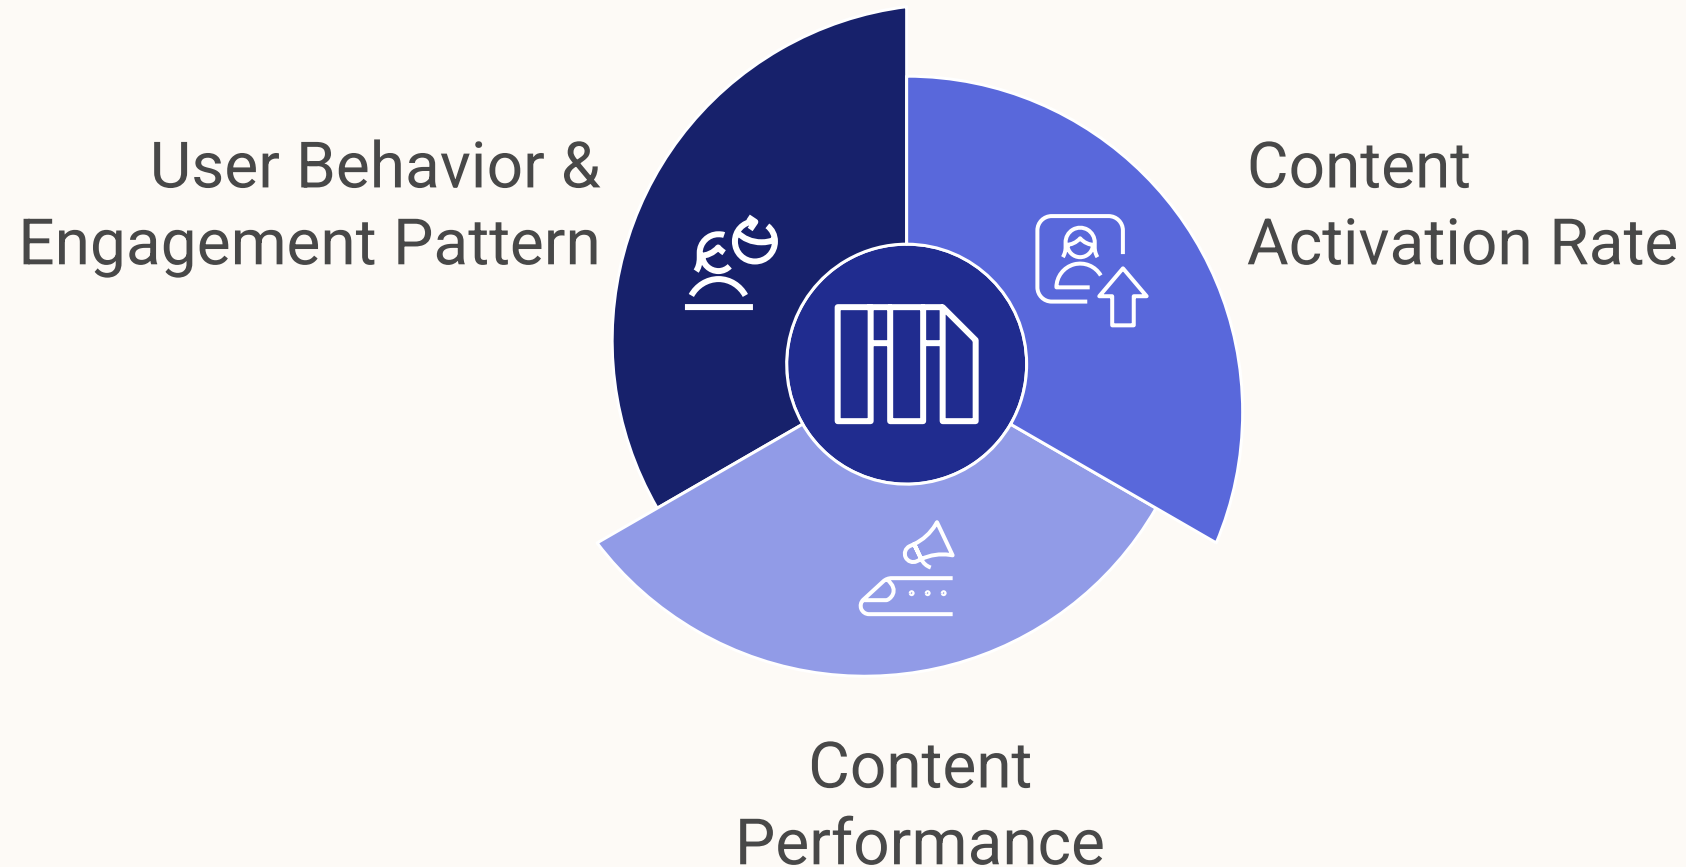 User Behavior &
Engagement Pattern
Content
Activation Rate
Content
Performance